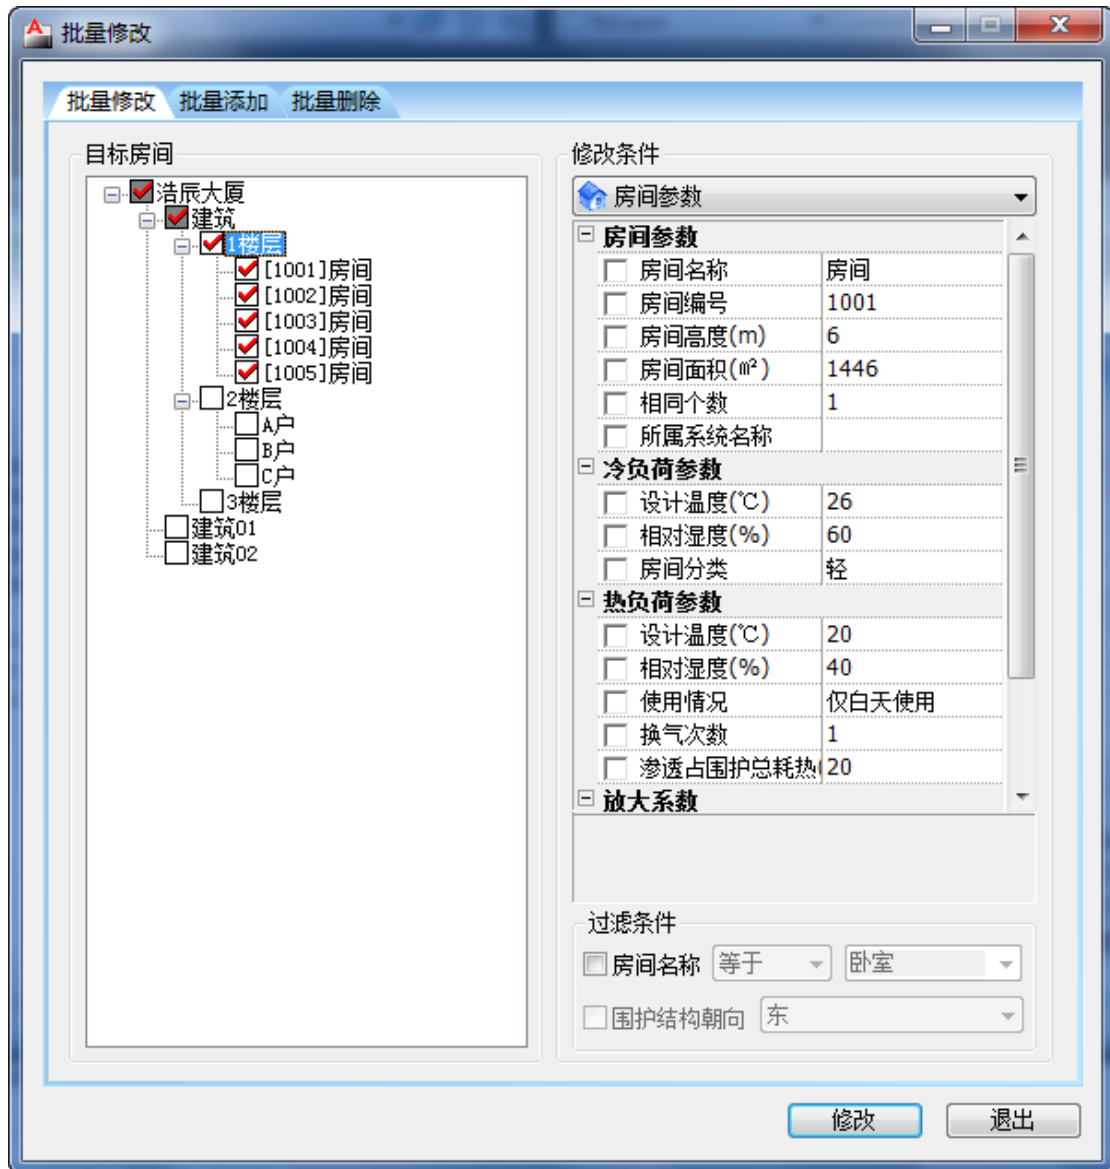 批量修改
批量修改 批量添加 批量删除
目标房间
浩辰大厦
建筑
1楼层
[1001]房间
[1002]房间
[1003]房间
[1004]房间
[1005]房间
2楼层
A户
B户
C户
3楼层
建筑01
建筑02
修改条件
房间参数
房间参数
房间名称 房间
房间编号 1001
房间高度(m) 6
房间面积(㎡) 1446
相同个数 1
所属系统名称
冷负荷参数
设计温度(℃) 26
相对湿度(%) 60
房间分类 轻
热负荷参数
设计温度(℃) 20
相对湿度(%) 40
使用情况 仅白天使用
换气次数 1
渗透占围护总耗热( 20
放大系数
过滤条件
房间名称 等于 卧室
围护结构朝向 东
修改 退出